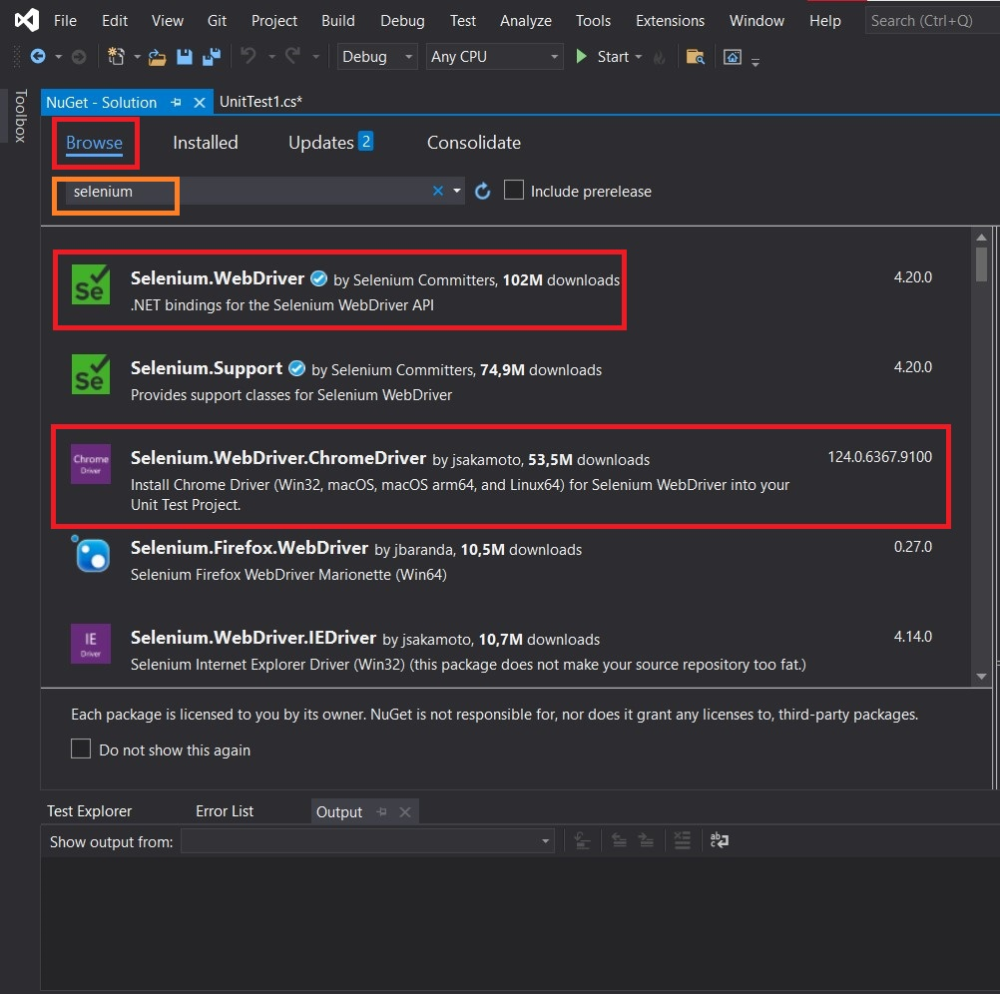 File Edit View Git Project Build Debug Test Analyze Tools Extensions Window Help Search (Ctrl+Q)
Debug Any CPU Start
Toolbox
NuGet - Solution UnitTest1.cs*
Browse Installed Updates 2 Consolidate
selenium Include prerelease
Se Selenium.WebDriver by Selenium Committers, 102M downloads 4.20.0
.NET bindings for the Selenium WebDriver API
Se Selenium.Support by Selenium Committers, 74,9M downloads 4.20.0
Provides support classes for Selenium WebDriver
Chrome Driver Selenium.WebDriver.ChromeDriver by jsakamoto, 53,5M downloads 124.0.6367.9100
Install Chrome Driver (Win32, macOS, macOS arm64, and Linux64) for Selenium WebDriver into your
Unit Test Project.
Selenium.Firefox.WebDriver by jbaranda, 10,5M downloads 0.27.0
Selenium Firefox WebDriver Marionette (Win64)
IE Driver Selenium.WebDriver.IEDriver by jsakamoto, 10,7M downloads 4.14.0
Selenium Internet Explorer Driver (Win32) (this package does not make your source repository too fat.)
Each package is licensed to you by its owner. NuGet is not responsible for, nor does it grant any licenses to, third-party packages.
Do not show this again
Test Explorer Error List Output
Show output from: